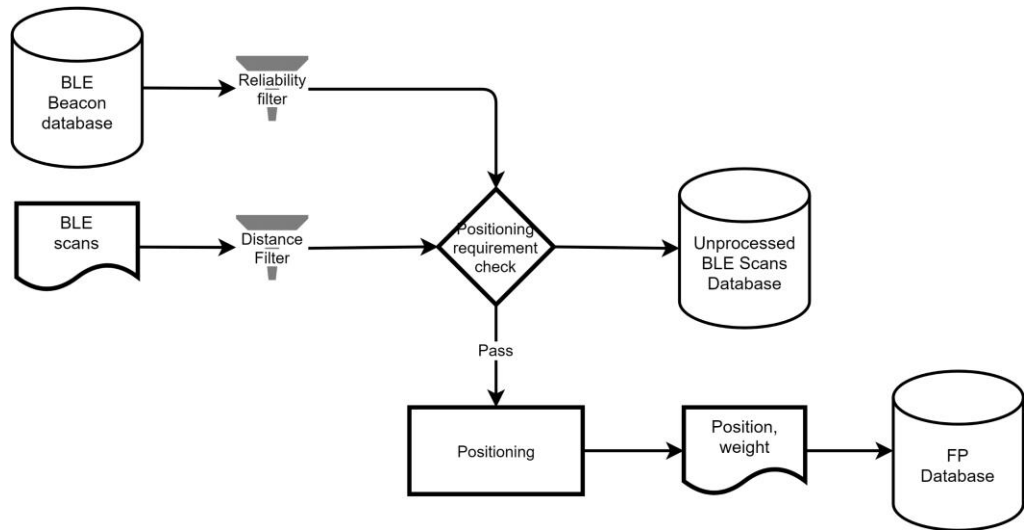 BLE
Beacon
database
Reliability
filter
BLE
scans
Distance
Filter
Positioning
requirement
check
Unprocessed
BLE Scans
Database
Pass
Positioning
Position,
weight
FP
Database